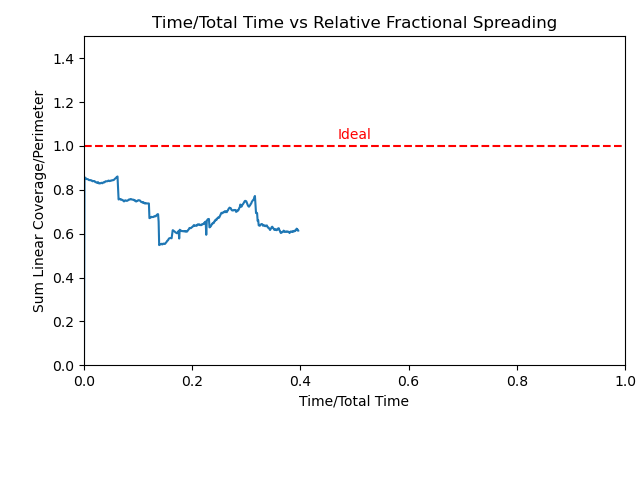 Time/Total Time vs Relative Fractional Spreading
Sum Linear Coverage/Perimeter
1.4
1.2
1.0
0.8
0.6
0.4
0.2
0.0
Ideal
0.0 0.2 0.4 0.6 0.8 1.0
Time/Total Time